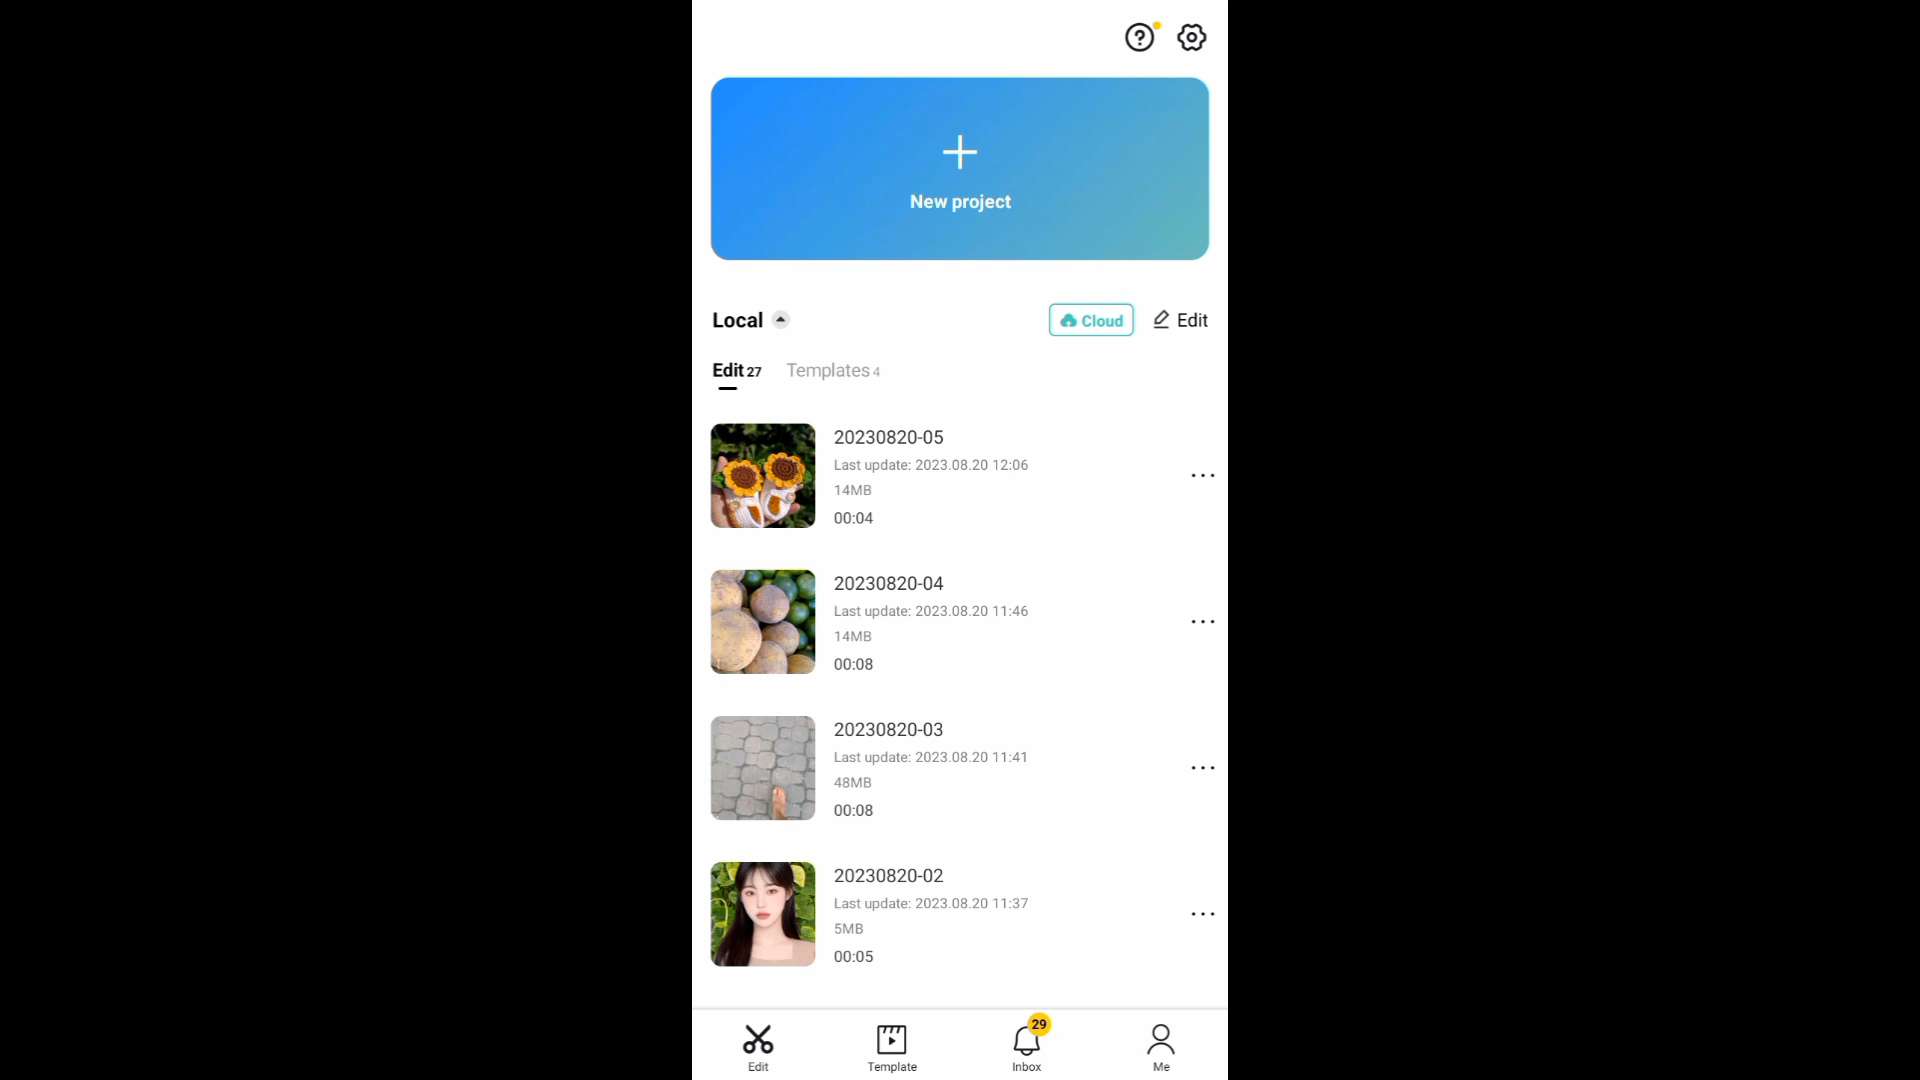 New project
Local
Cloud
Edit
Edit 27
Templates 4
20230820-05
Last update: 2023.08.20 12:06
14MB
00:04
20230820-04
Last update: 2023.08.20 11:46
14MB
00:08
20230820-03
Last update: 2023.08.20 11:41
48MB
00:08
20230820-02
Last update: 2023.08.20 11:37
5MB
00:05
29
Edit
Template
Inbox
Me